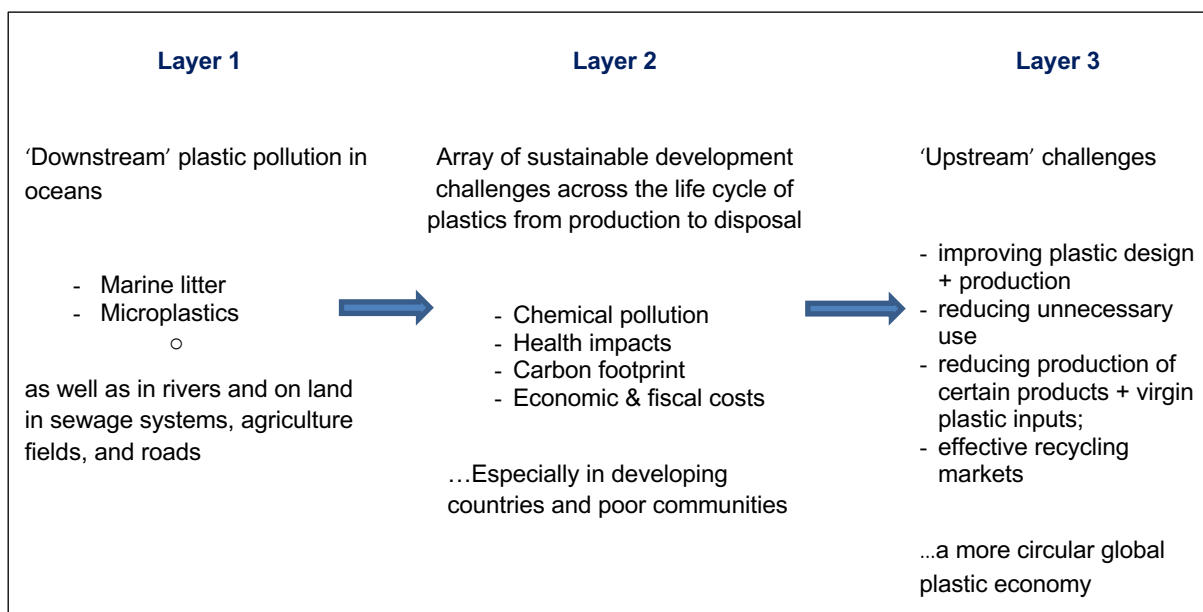 Layer 1
‘Downstream’ plastic pollution in
oceans
- Marine litter
- Microplastics
○
as well as in rivers and on land
in sewage systems, agriculture
fields, and roads
Layer 2
Array of sustainable development
challenges across the life cycle of
plastics from production to disposal
- Chemical pollution
- Health impacts
- Carbon footprint
- Economic & fiscal costs
…Especially in developing
countries and poor communities
Layer 3
‘Upstream’ challenges
- improving plastic design
+ production
- reducing unnecessary
use
- reducing production of
certain products + virgin
plastic inputs;
- effective recycling
markets
...a more circular global
plastic economy